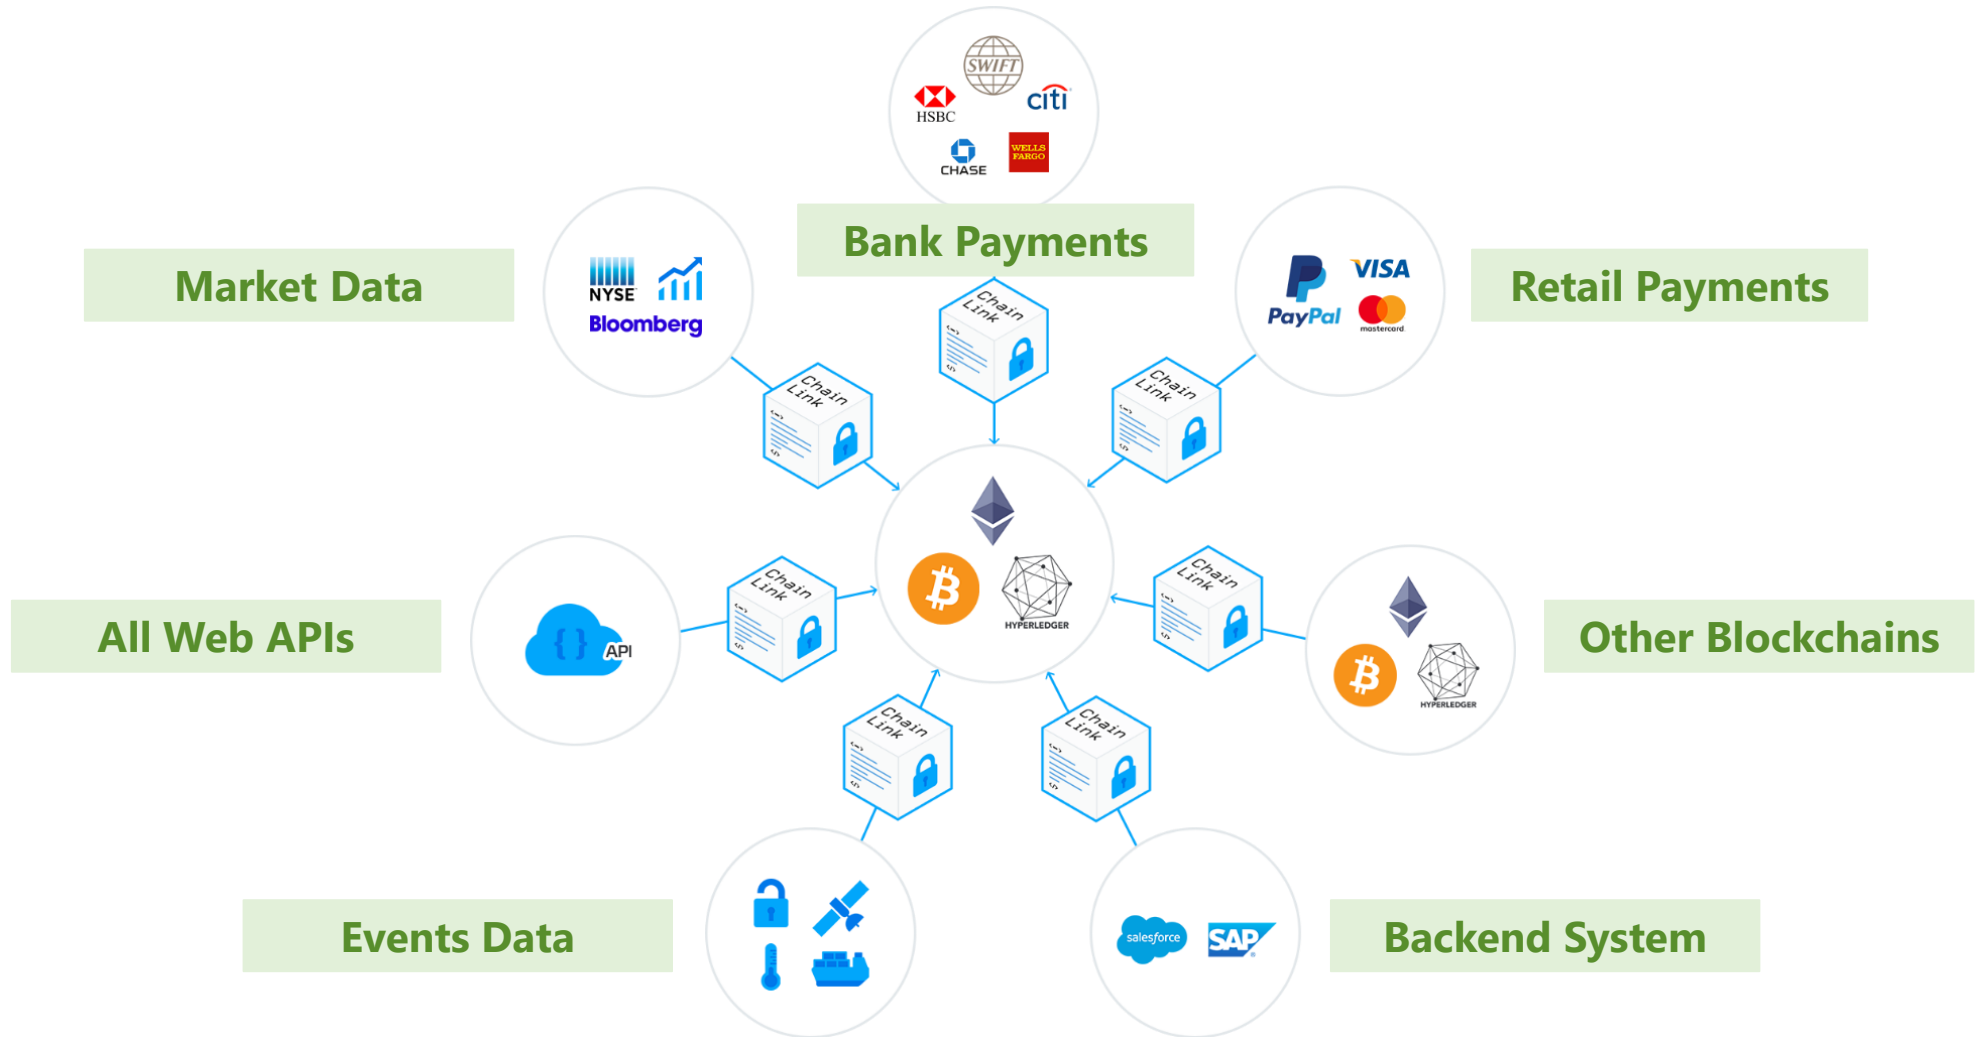 SWIFT
HSBC
citi
CHASE
WELLS
FARGO
Bank Payments
Market Data
NYSE
Bloomberg
PayPal
VISA
mastercard
Retail Payments
Chain
Link
Chain
Link
Chain
Link
All Web APIs
{ } API
Chain
Link
HYPERLEDGER
Chain
Link
HYPERLEDGER
Other Blockchains
Chain
Link
Chain
Link
Events Data
salesforce
SAP
Backend System